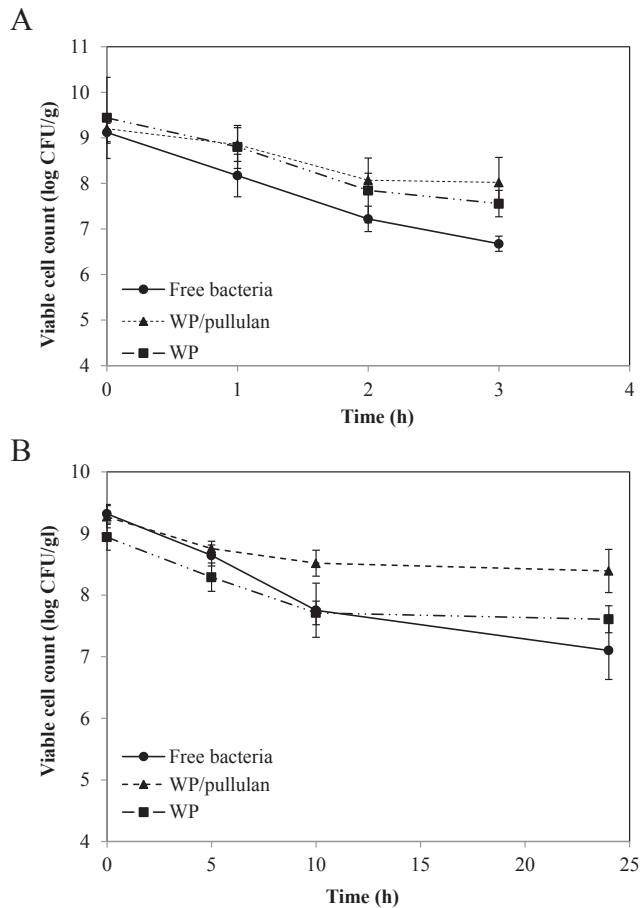 A
11
10
9
8
7
6
5
4
Viable cell count (log CFU/g)
Free bacteria
WP/pullulan
WP
0
1
2
3
4
Time (h)
B
10
9
8
7
6
5
4
Viable cell count (log CFU/gl)
Free bacteria
WP/pullulan
WP
0
5
10
15
20
25
Time (h)